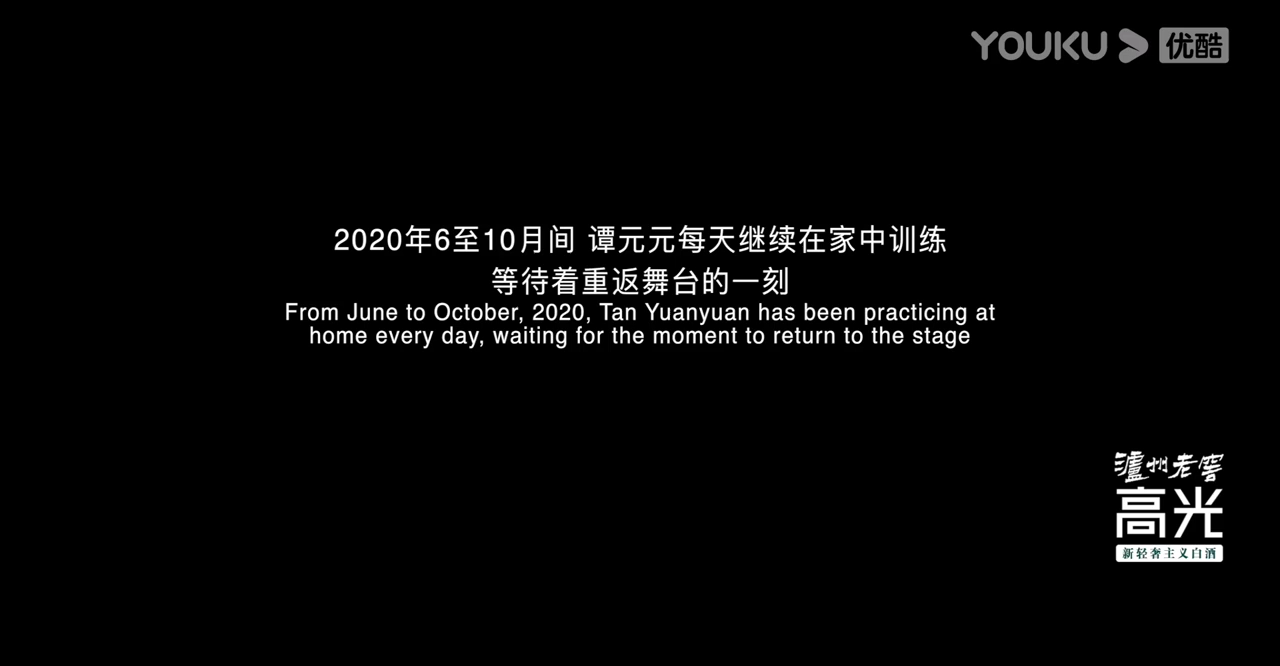 YOUKU 优酷
2020年6至10月间 谭元元每天继续在家中训练
等待着重返舞台的一刻
From June to October, 2020, Tan Yuanyuan has been practicing at
home every day, waiting for the moment to return to the stage
泸州老窖
高光
新轻奢主义白酒